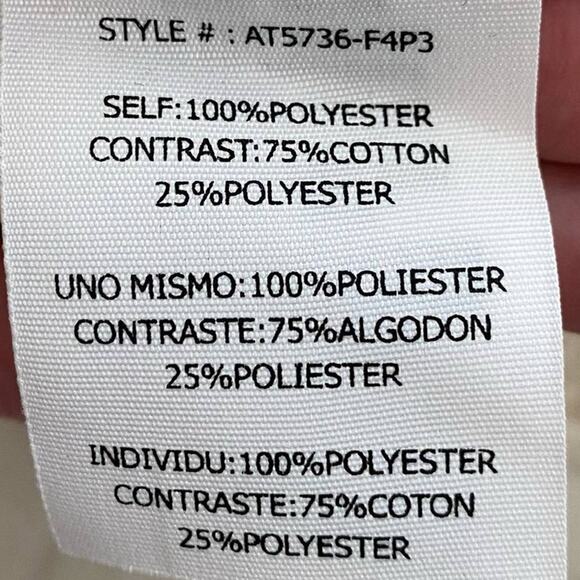 STYLE # : AT5736-F4P3
SELF:100%POLYESTER
CONTRAST:75%COTTON
25%POLYESTER
UNO MISMO:100%POLIESTER
CONTRASTE:75%ALGODON
25%POLIESTER
INDIVIDU:100%POLYESTER
CONTRASTE:75%COTON
25%POLYESTER